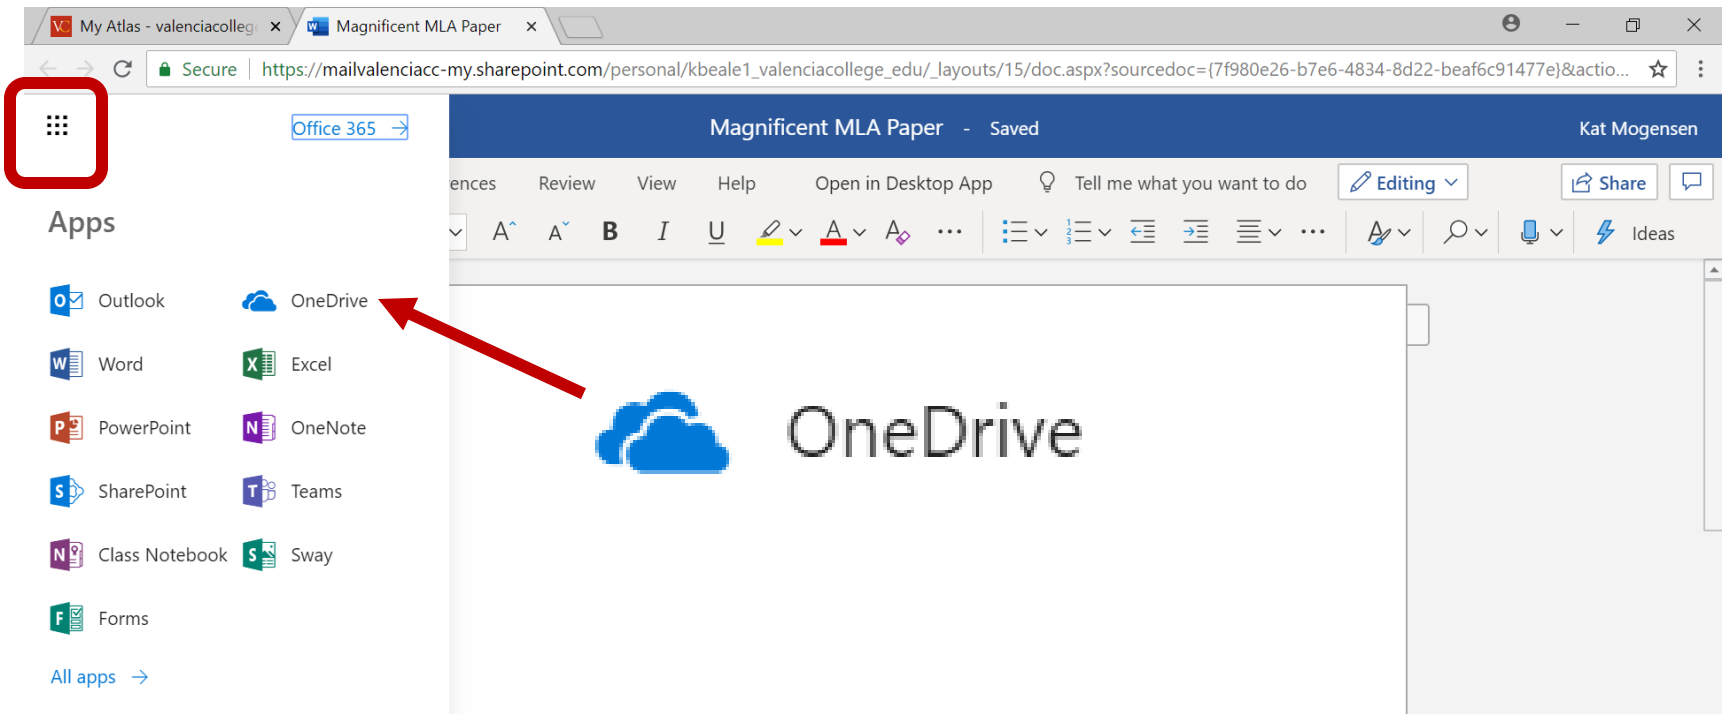 My Atlas - valenciacolleg
Magnificent MLA Paper
Secure
https://mailvalenciacc-my.sharepoint.com/personal/kbeale1_valenciacollege_edu/_layouts/15/doc.aspx?sourcedoc={7f980e26-b7e6-4834-8d22-beaf6c91477e}&actio...
Office 365
Magnificent MLA Paper - Saved
Kat Mogensen
ences Review View Help Open in Desktop App Tell me what you want to do Editing Share
Apps
Ideas
Outlook OneDrive
Word Excel
PowerPoint OneNote
SharePoint Teams
Class Notebook Sway
Forms
All apps
OneDrive